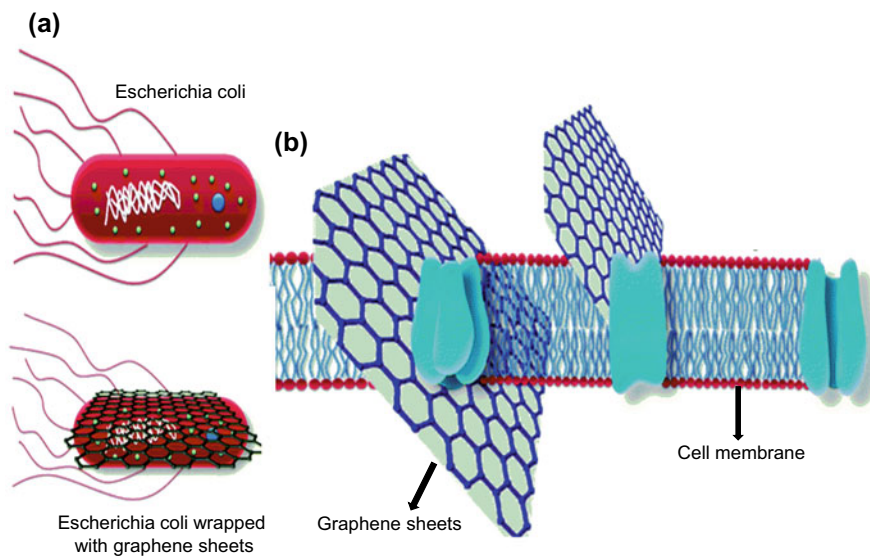 (a)
Escherichia coli
(b)
Cell membrane
Graphene sheets
Escherichia coli wrapped
with graphene sheets